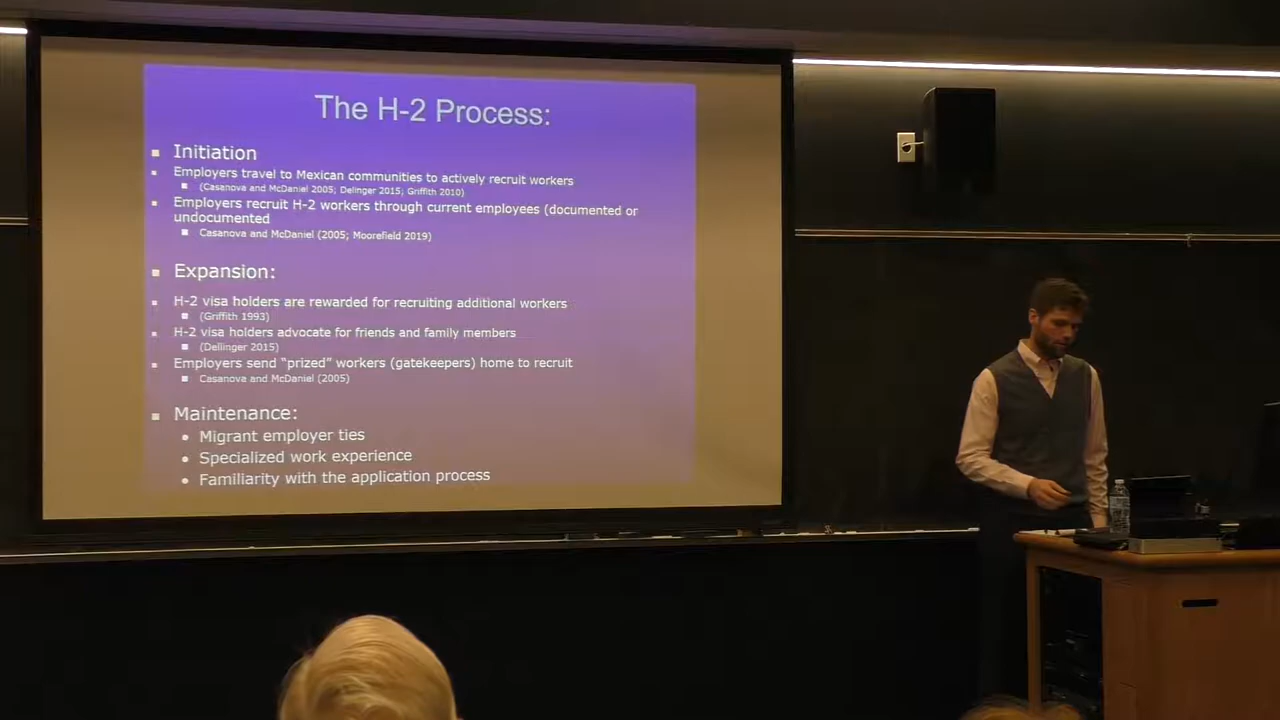 The H-2 Process:
Initiation
Employers travel to Mexican communities to actively recruit workers
(Casanova and McDaniel 2005; Delinger 2015; Griffith 2010)
Employers recruit H-2 workers through current employees (documented or
undocumented
Casanova and McDaniel (2005; Moorefield 2019)
Expansion:
H-2 visa holders are rewarded for recruiting additional workers
(Griffith 1993)
H-2 visa holders advocate for friends and family members
(Dellinger 2015)
Employers send “prized” workers (gatekeepers) home to recruit
Casanova and McDaniel (2005)
Maintenance:
Migrant employer ties
Specialized work experience
Familiarity with the application process